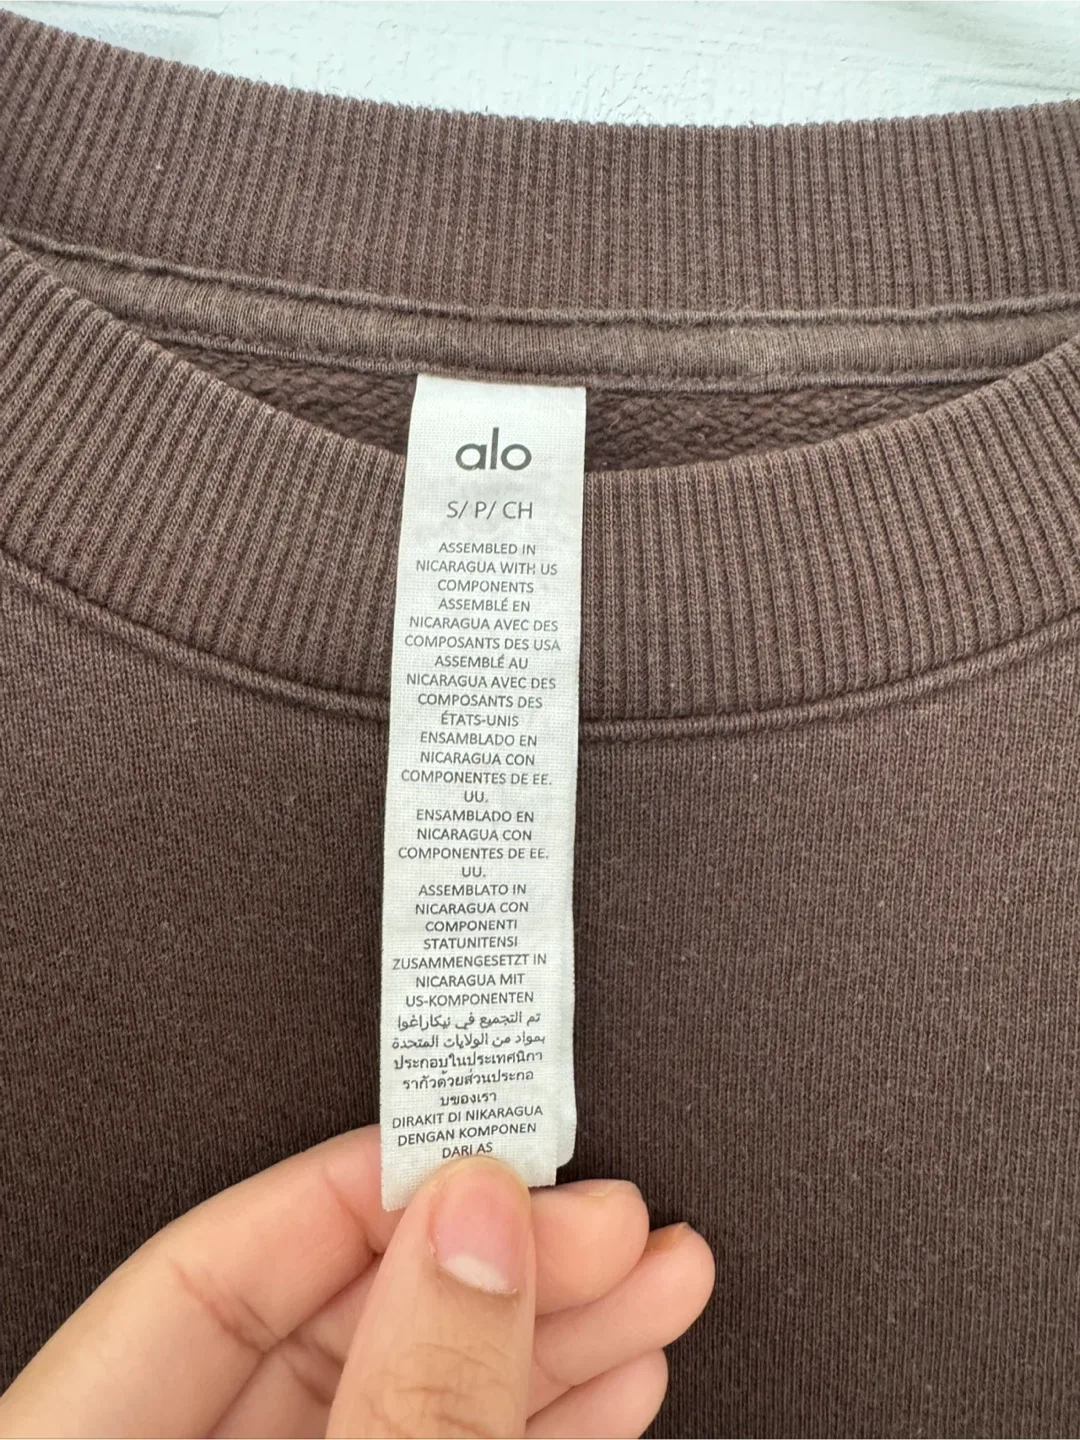 alo
S/ P/ CH
ASSEMBLED IN
NICARAGUA WITH US
COMPONENTS
ASSEMBLÉ EN
NICARAGUA AVEC DES
COMPOSANTS DES USA
ASSEMBLÉ AU
NICARAGUA AVEC DES
COMPOSANTS DES
ÉTATS-UNIS
ENSAMBLADO EN
NICARAGUA CON
COMPONENTES DE EE.
UU.
ENSAMBLADO EN
NICARAGUA CON
COMPONENTES DE EE.
UU.
ASSEMBLATO IN
NICARAGUA CON
COMPONENTI
STATUNITENSI
ZUSAMMENGESETZT IN
NICARAGUA MIT
US-KOMPONENTEN
تم التجميع في نيكاراغوا
بمواد من الولايات المتحدة
ประกอบในประเทศนิกา
รากัวด้วยส่วนประกอ
บของเรา
DIRAKIT DI NIKARAGUA
DENGAN KOMPONEN
DARI AS